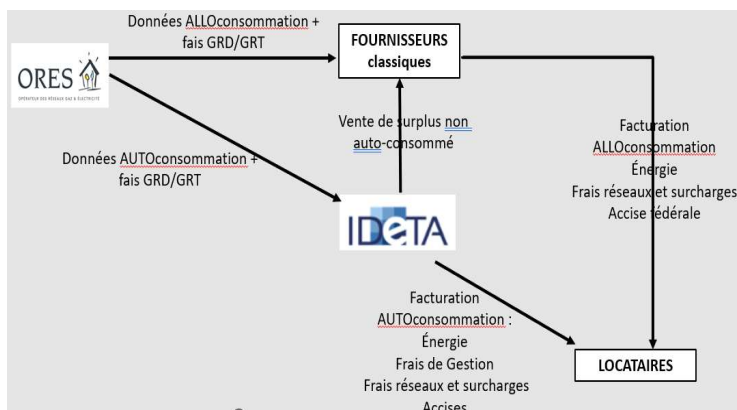 Données ALLOconsommation +
fais GRD/GRT
FOURNISSEURS
classiques
ORES
OPÉRATEUR DES RÉSEAUX GAZ & ÉLECTRICITÉ
Vente de surplus non
auto-consommé
Facturation
ALLOconsommation
Énergie
Frais réseaux et surcharges
Accise fédérale
Données AUTOconsommation +
fais GRD/GRT
IDETA
Facturation
AUTOconsommation :
Énergie
Frais de Gestion
Frais réseaux et surcharges
Accises
LOCATAIRES